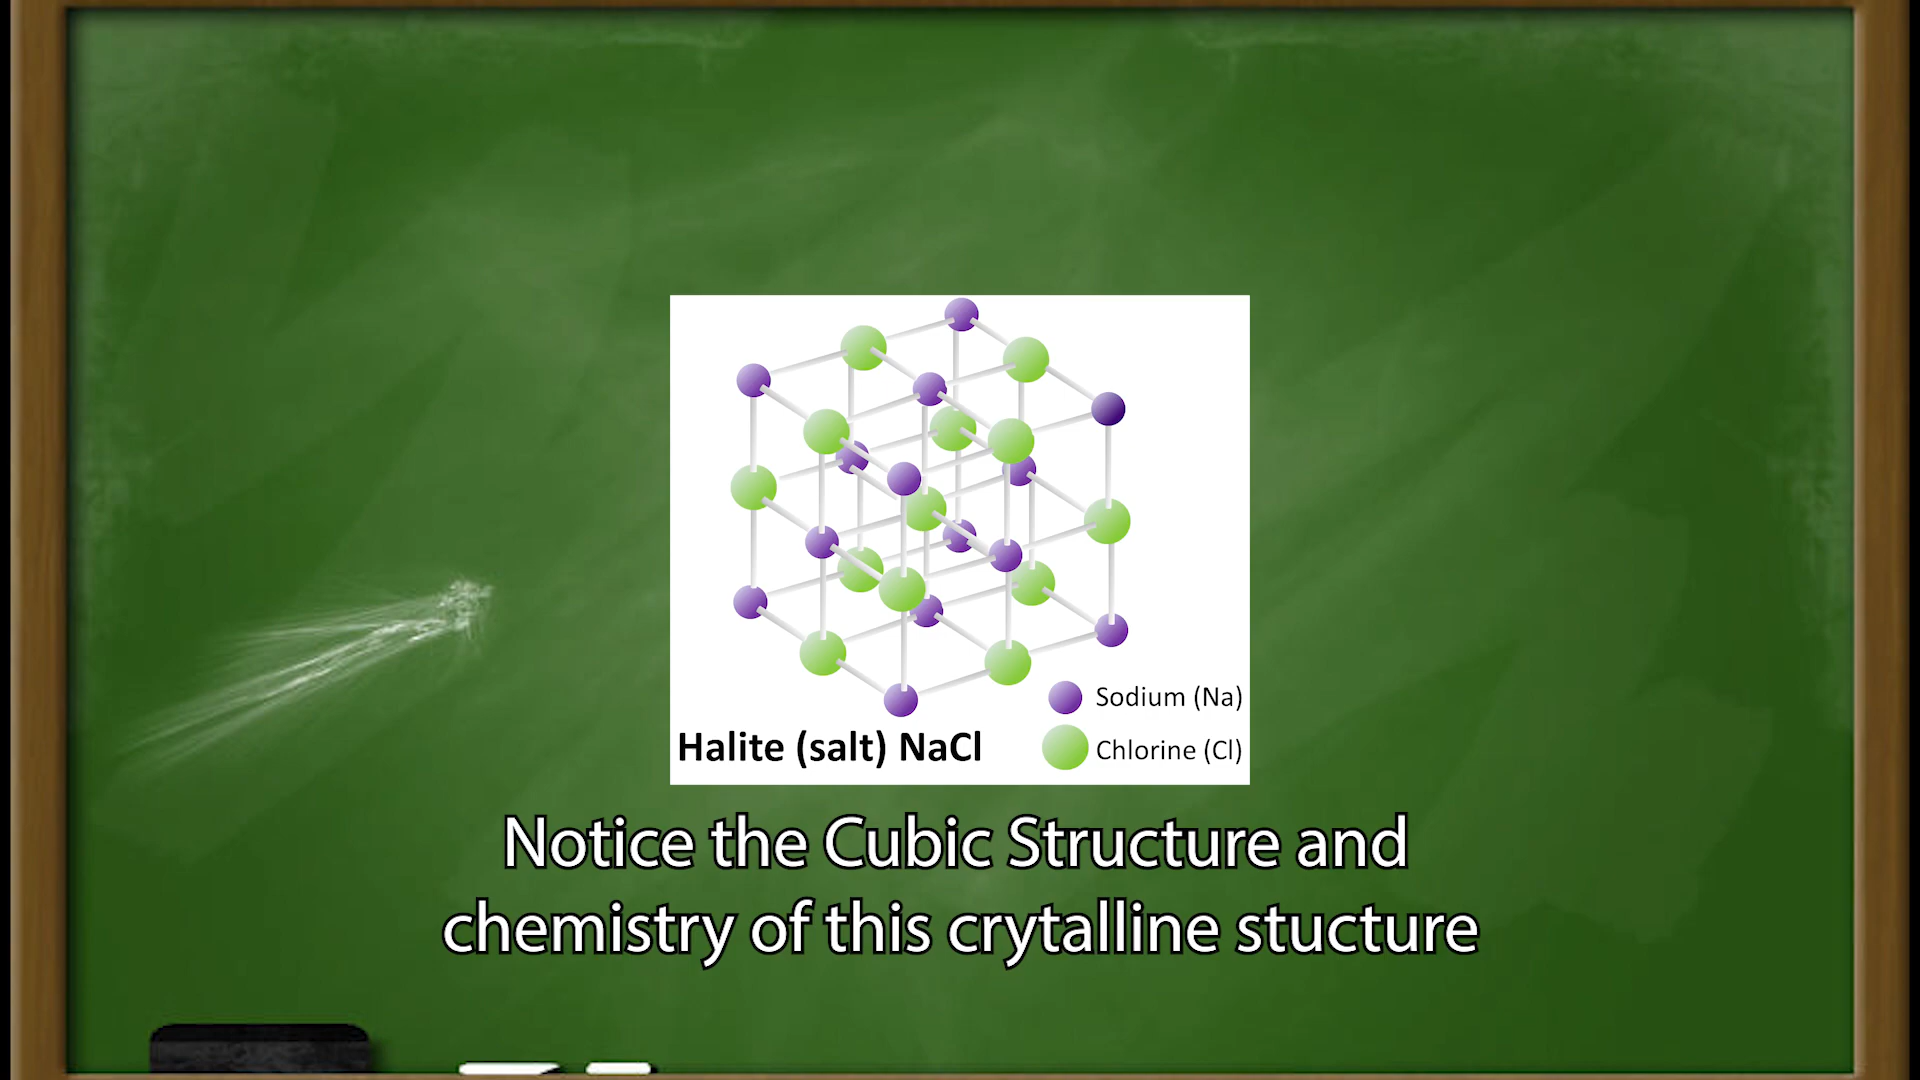 Sodium (Na)
Halite (salt) NaCl
Chlorine (Cl)
Notice the Cubic Structure and
chemistry of this crytalline stucture